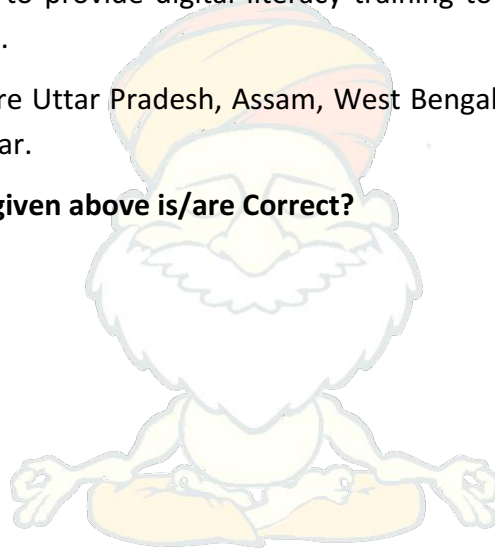 to provide digital literacy training to
.
re Uttar Pradesh, Assam, West Bengal
ar.
given above is/are Correct?